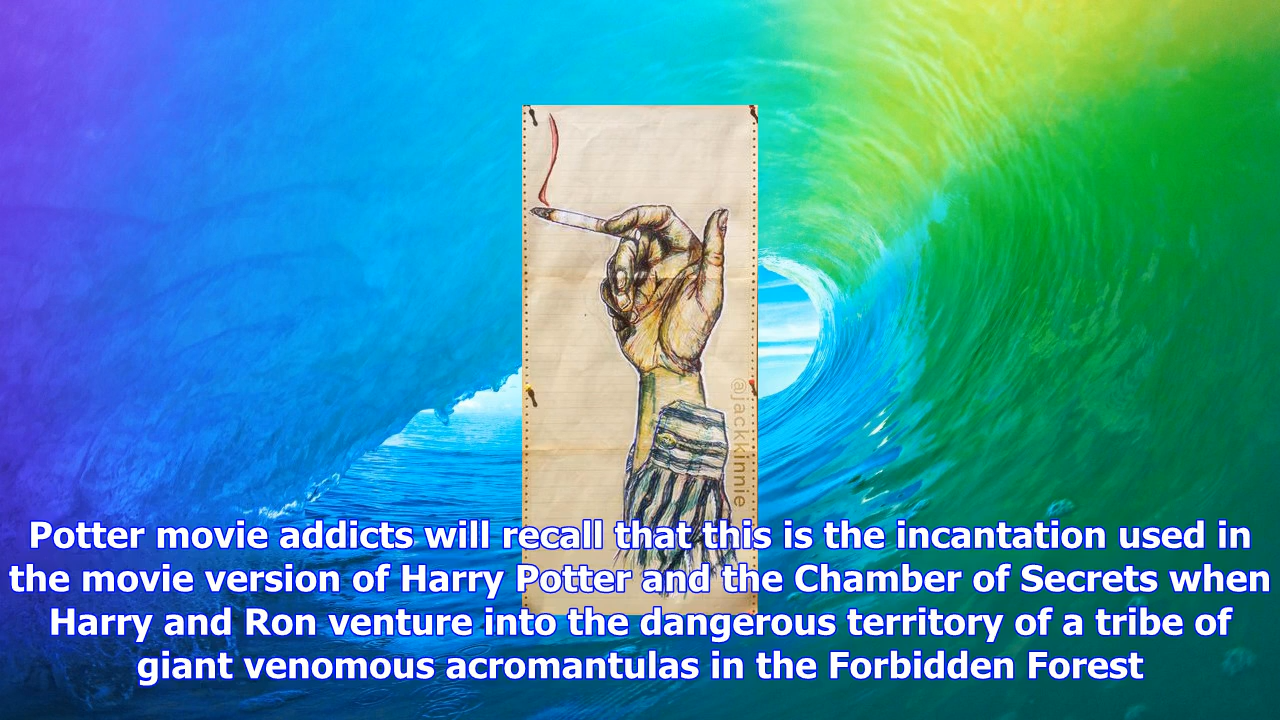 @jackkinnie
Potter movie addicts will recall that this is the incantation used in
the movie version of Harry Potter and the Chamber of Secrets when
Harry and Ron venture into the dangerous territory of a tribe of
giant venomous acromantulas in the Forbidden Forest